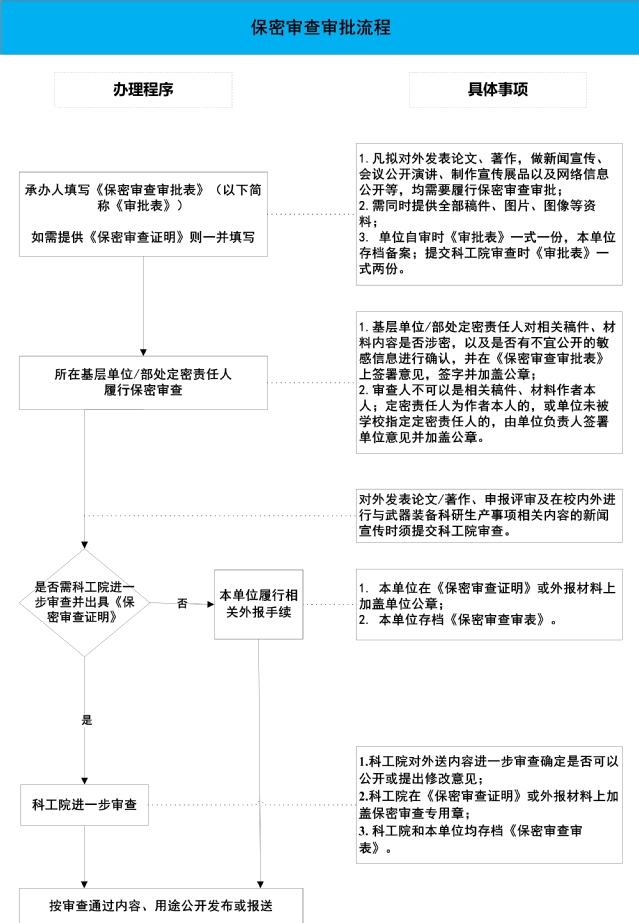 保密审查审批流程
办理程序
具体事项
承办人填写《保密审查审批表》（以下简
称《审批表》）
如需提供《保密审查证明》则一并填写
1.凡拟对外发表论文、著作，做新闻宣传、
会议公开演讲、制作宣传展品以及网络信息
公开等，均需要履行保密审查审批；
2.需同时提供全部稿件、图片、图像等资
料；
3. 单位自审时《审批表》一式一份，本单位
存档备案；提交科工院审查时《审批表》一
式两份。
所在基层单位/部处定密责任人
履行保密审查
1.基层单位/部处定密责任人对相关稿件、材
料内容是否涉密，以及是否有不宜公开的敏
感信息进行确认，并在《保密审查审批表》
上签署意见，签字并加盖公章；
2.审查人不可以是相关稿件、材料作者本
人；定密责任人为作者本人的，或单位未被
学校指定定密责任人的，由单位负责人签署
单位意见并加盖公章。
对外发表论文/著作、申报评审及在校内外进
行与武器装备科研生产事项相关内容的新闻
宣传时须提交科工院审查。
是否需科工院进一
步审查并出具《保
密审查证明》
否
本单位履行相
关外报手续
1. 本单位在《保密审查证明》或外报材料上
加盖单位公章；
2. 本单位存档《保密审查审表》。
是
科工院进一步审查
1.科工院对外送内容进一步审查确定是否可以
公开或提出修改意见；
2.科工院在《保密审查证明》或外报材料上加
盖保密审查专用章；
3. 科工院和本单位均存档《保密审查审
表》。
按审查通过内容、用途公开发布或报送